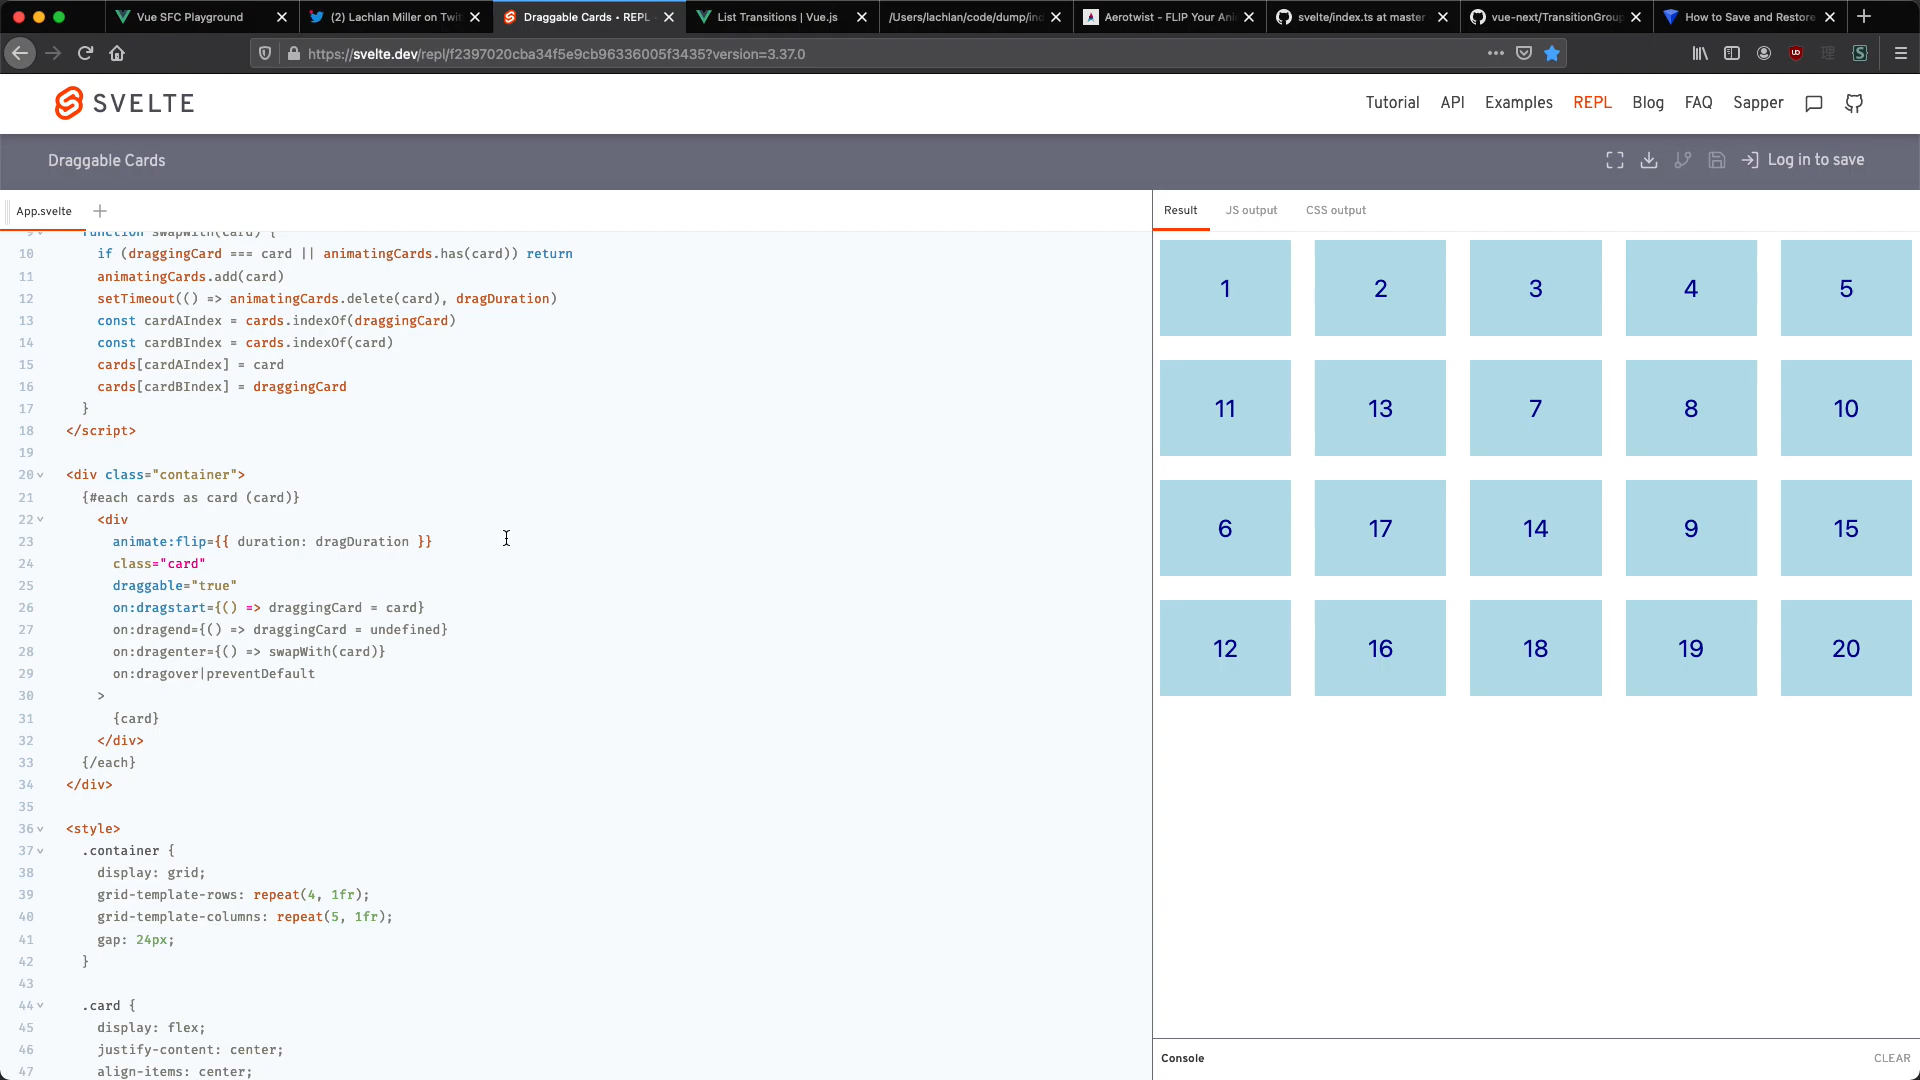 Vue SFC Playground
(2) Lachlan Miller on Twit
Draggable Cards • REPL
List Transitions | Vue.js
/Users/lachlan/code/dump/ind
Aerotwist - FLIP Your Ani
svelte/index.ts at master
vue-next/TransitionGroup
How to Save and Restore
https://svelte.dev/repl/f2397020cba34f5e9cb96336005f3435?version=3.37.0
SVELTE
Tutorial API Examples REPL Blog FAQ Sapper
Draggable Cards
Log in to save
App.svelte
9 function swapWith(card) {
10 if (draggingCard === card || animatingCards.has(card)) return
11 animatingCards.add(card)
12 setTimeout(() => animatingCards.delete(card), dragDuration)
13 const cardAIndex = cards.indexOf(draggingCard)
14 const cardBIndex = cards.indexOf(card)
15 cards[cardAIndex] = card
16 cards[cardBIndex] = draggingCard
17 }
18 </script>
19
20 <div class="container">
21 {#each cards as card (card)}
22 <div
23 animate:flip={{ duration: dragDuration }}
24 class="card"
25 draggable="true"
26 on:dragstart={() => draggingCard = card}
27 on:dragend={() => draggingCard = undefined}
28 on:dragenter={() => swapWith(card)}
29 on:dragover|preventDefault
30 >
31 {card}
32 </div>
33 {/each}
34 </div>
35
36 <style>
37 .container {
38 display: grid;
39 grid-template-rows: repeat(4, 1fr);
40 grid-template-columns: repeat(5, 1fr);
41 gap: 24px;
42 }
43
44 .card {
45 display: flex;
46 justify-content: center;
47 align-items: center;
Result JS output CSS output
1 2 3 4 5
11 13 7 8 10
6 17 14 9 15
12 16 18 19 20
Console
CLEAR